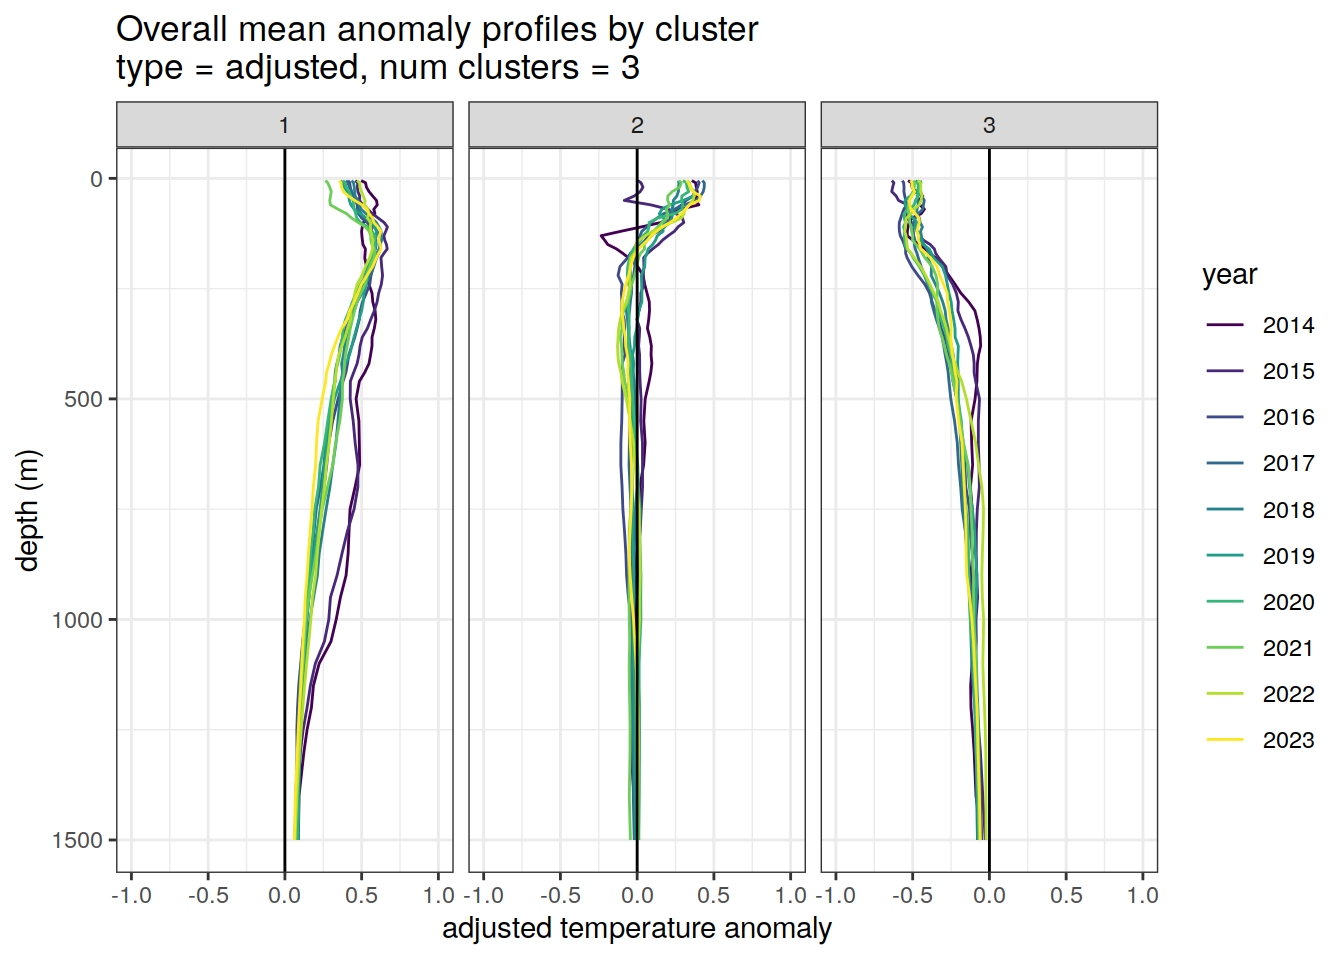 Overall mean anomaly profiles by cluster
type = adjusted, num clusters = 3
1
2
3
0
500
1000
1500
depth (m)
-1.0 -0.5 0.0 0.5 1.0
-1.0 -0.5 0.0 0.5 1.0
-1.0 -0.5 0.0 0.5 1.0
adjusted temperature anomaly
year
2014
2015
2016
2017
2018
2019
2020
2021
2022
2023